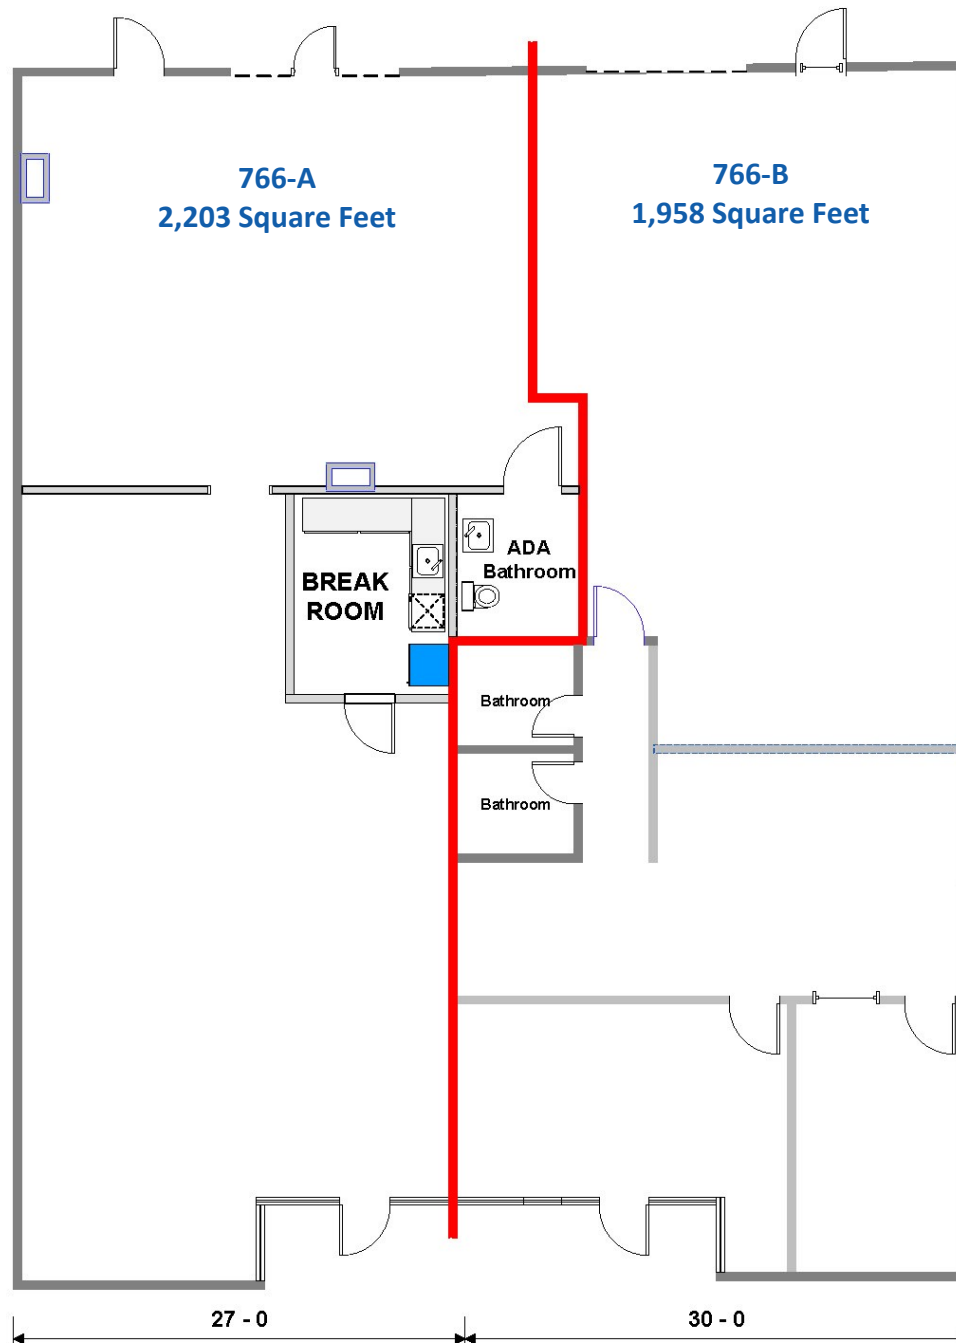 766-A
2,203 Square Feet
766-B
1,958 Square Feet
ADA
Bathroom
BREAK
ROOM
Bathroom
Bathroom
27 - 0
30 - 0